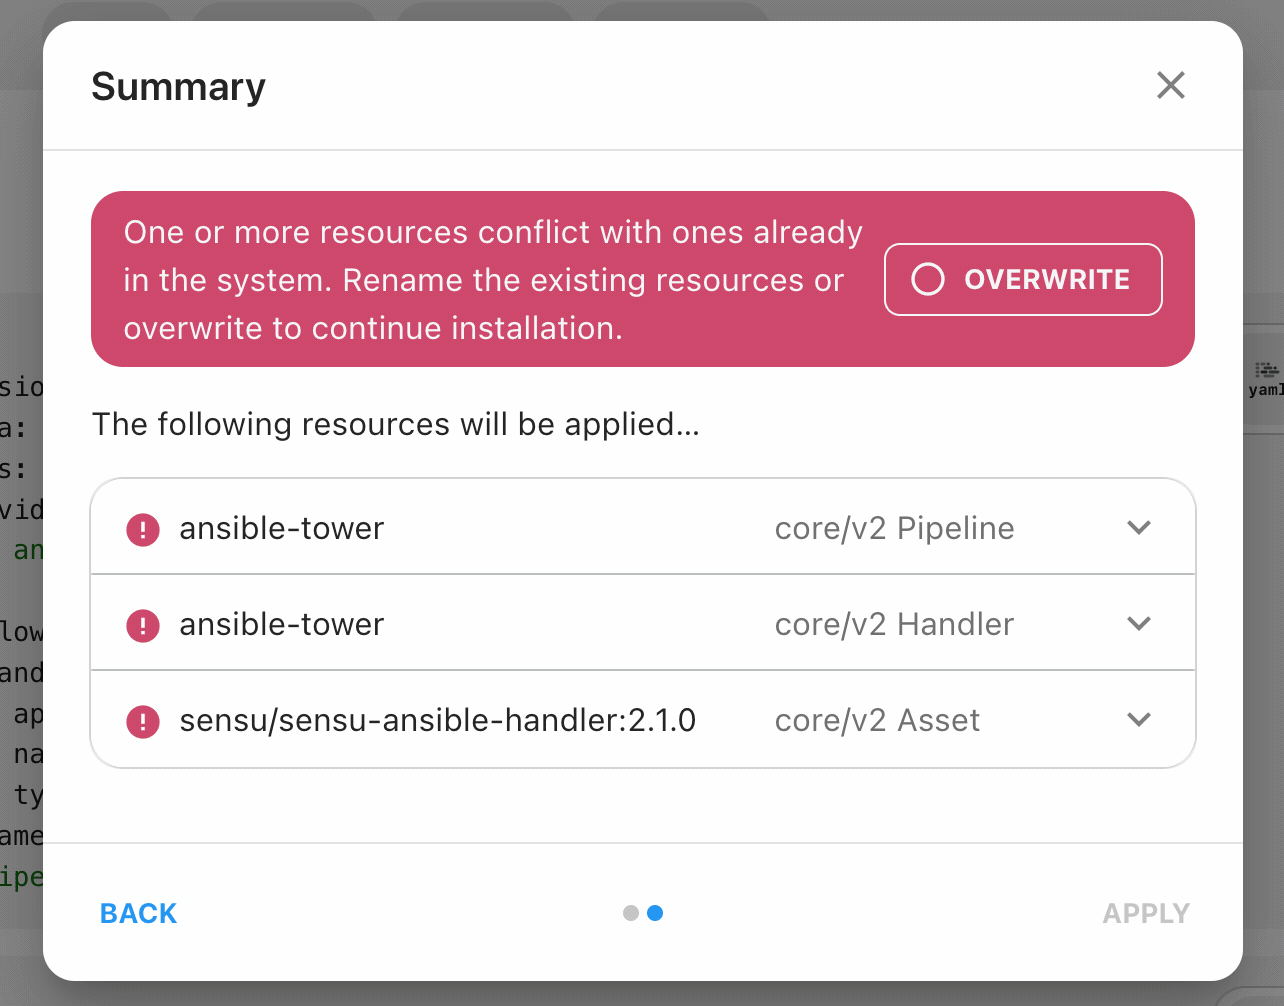 Summary
One or more resources conflict with ones already
in the system. Rename the existing resources or
overwrite to continue installation.
OVERWRITE
The following resources will be applied...
ansible-tower core/v2 Pipeline
ansible-tower core/v2 Handler
sensu/sensu-ansible-handler:2.1.0 core/v2 Asset
BACK
APPLY
sio
a:
s:
vid
an
low
and
ap
na
ty
ame
ipe
yaml